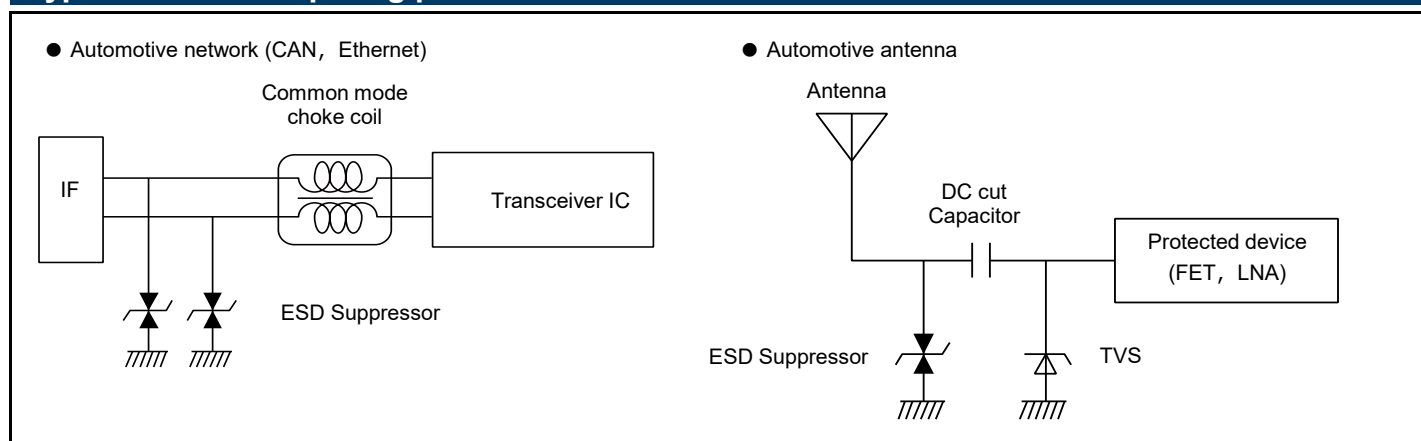 ● Automotive network (CAN, Ethernet)
Common mode
choke coil
IF
Transceiver IC
ESD Suppressor
● Automotive antenna
Antenna
DC cut
Capacitor
Protected device
(FET, LNA)
ESD Suppressor
TVS